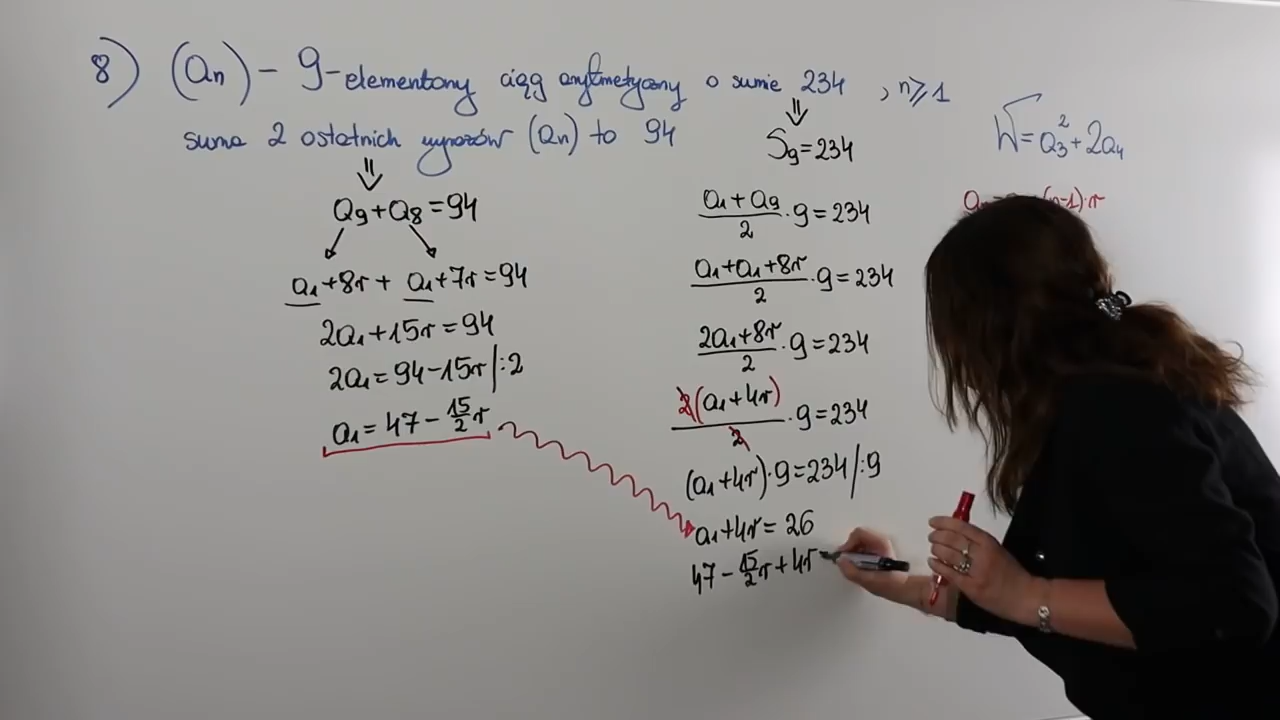 8) (an) - 9-elementowy ciąg arytmetyczny o sumie 234 , n⩾1
⇓
suma 2 ostatnich wyrazów (an) to 94
S₉=234
W=a₃²+2a₄
⇓
a₉+a₈=94
a₁+8r + a₁+7r=94
2a₁+15r=94
2a₁=94-15r/:2
a₁=47-15/2 r
(a₁+a₉)/2·9=234
(a₁+a₁+8r)/2·9=234
(2a₁+8r)/2·9=234
2(a₁+4r)/2·9=234
(a₁+4r)·9=234/:9
a₁+4r=26
47-15/2 r+4r
(n-1)·r